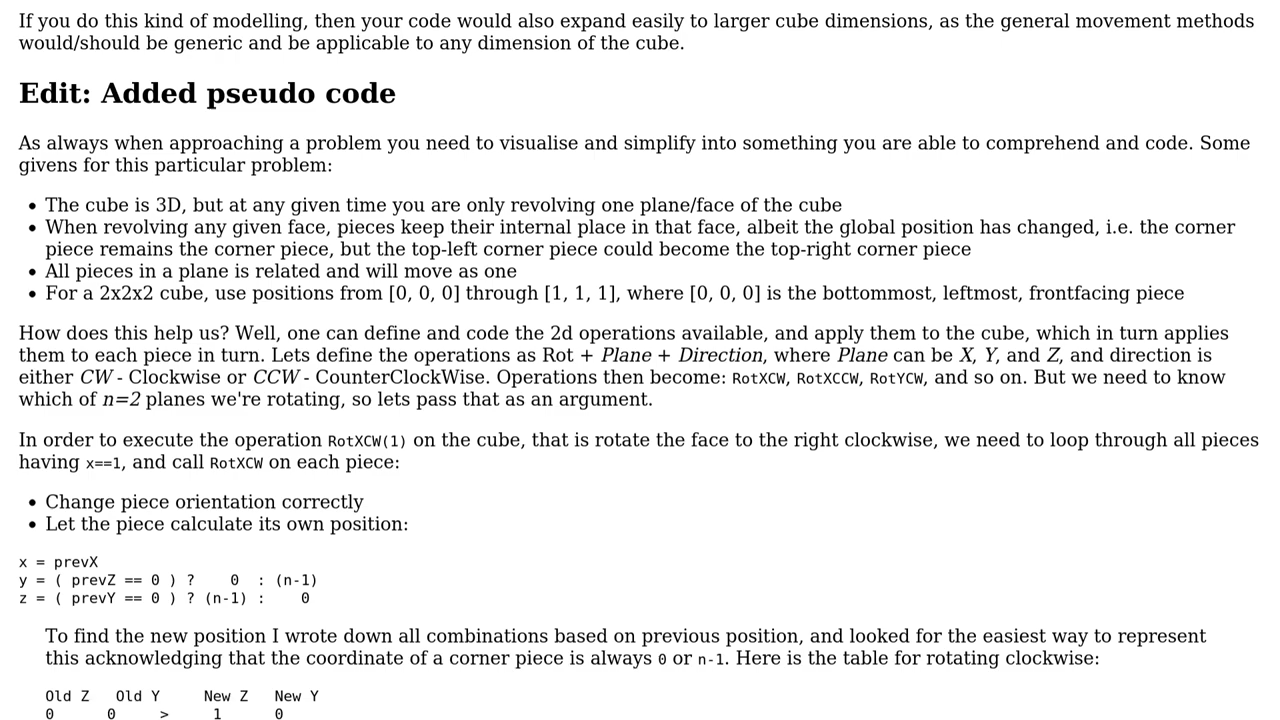 If you do this kind of modelling, then your code would also expand easily to larger cube dimensions, as the general movement methods
would/should be generic and be applicable to any dimension of the cube.
Edit: Added pseudo code
As always when approaching a problem you need to visualise and simplify into something you are able to comprehend and code. Some
givens for this particular problem:
• The cube is 3D, but at any given time you are only revolving one plane/face of the cube
• When revolving any given face, pieces keep their internal place in that face, albeit the global position has changed, i.e. the corner
piece remains the corner piece, but the top-left corner piece could become the top-right corner piece
• All pieces in a plane is related and will move as one
• For a 2x2x2 cube, use positions from [0, 0, 0] through [1, 1, 1], where [0, 0, 0] is the bottommost, leftmost, frontfacing piece
How does this help us? Well, one can define and code the 2d operations available, and apply them to the cube, which in turn applies
them to each piece in turn. Lets define the operations as Rot + Plane + Direction, where Plane can be X, Y, and Z, and direction is
either CW - Clockwise or CCW - CounterClockWise. Operations then become: RotXCW, RotXCCW, RotYCW, and so on. But we need to know
which of n=2 planes we're rotating, so lets pass that as an argument.
In order to execute the operation RotXCW(1) on the cube, that is rotate the face to the right clockwise, we need to loop through all pieces
having x==1, and call RotXCW on each piece:
• Change piece orientation correctly
• Let the piece calculate its own position:
x = prevX
y = ( prevZ == 0 ) ?    0  : (n-1)
z = ( prevY == 0 ) ? (n-1) :    0
To find the new position I wrote down all combinations based on previous position, and looked for the easiest way to represent
this acknowledging that the coordinate of a corner piece is always 0 or n-1. Here is the table for rotating clockwise:
Old Z   Old Y     New Z   New Y
0      0     >     1      0